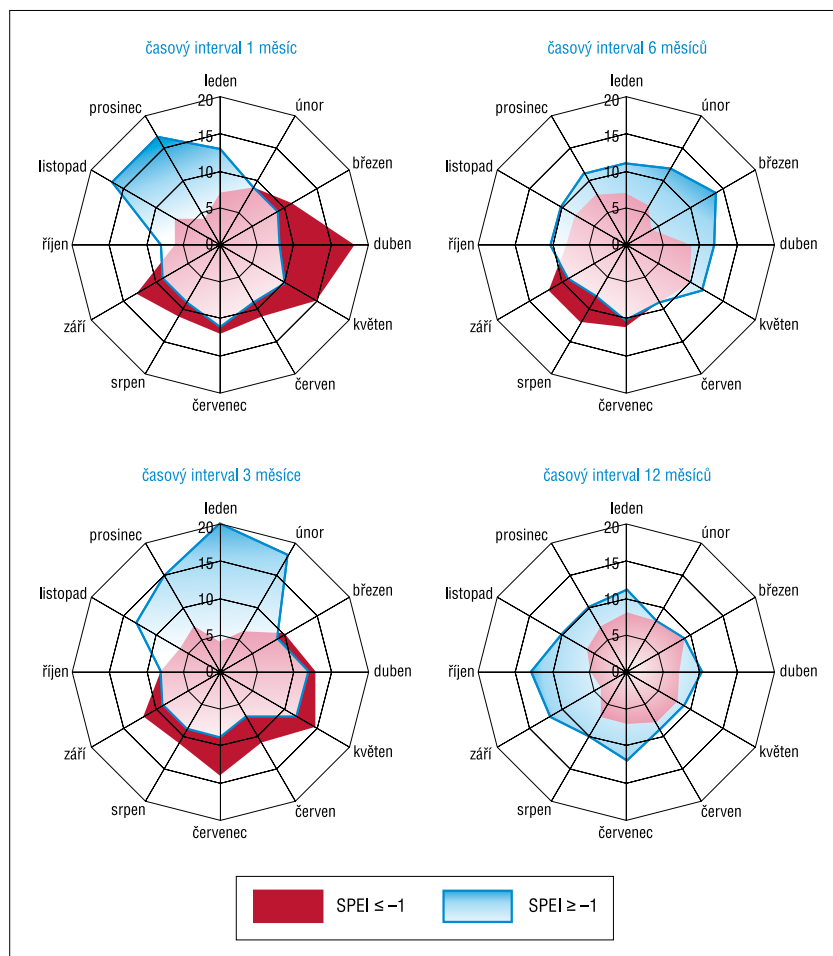 časový interval 1 měsíc
leden
únor
březen
duben
květen
červen
červenec
srpen
září
říjen
listopad
prosinec
20
15
10
5
0
časový interval 6 měsíců
leden
únor
březen
duben
květen
červen
červenec
srpen
září
říjen
listopad
prosinec
20
15
10
5
0
časový interval 3 měsíce
leden
únor
březen
duben
květen
červen
červenec
srpen
září
říjen
listopad
prosinec
20
15
10
5
0
časový interval 12 měsíců
leden
únor
březen
duben
květen
červen
červenec
srpen
září
říjen
listopad
prosinec
20
15
10
5
0
SPEI ≤ –1
SPEI ≥ –1